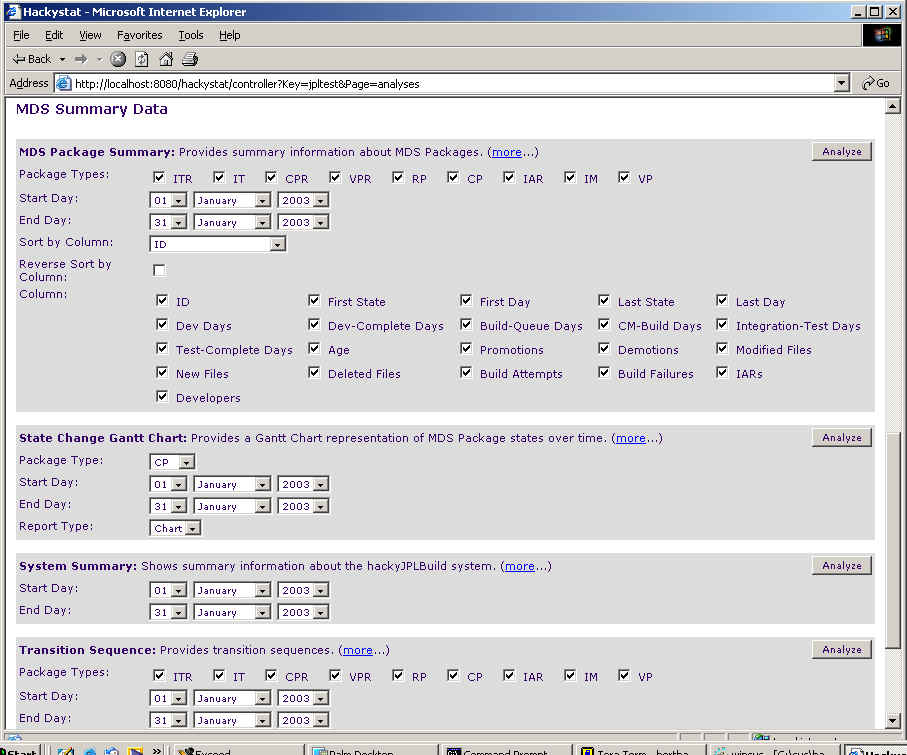 Hackystat - Microsoft Internet Explorer
File Edit View Favorites Tools Help
Back
Address http://localhost:8080/hackystat/controller?Key=jpltest&Page=analyses Go
MDS Summary Data
MDS Package Summary: Provides summary information about MDS Packages. (more...) Analyze
Package Types: ITR IT CPR VPR RP CP IAR IM VP
Start Day: 01 January 2003
End Day: 31 January 2003
Sort by Column: ID
Reverse Sort by
Column:
Column: ID First State First Day Last State Last Day
Dev Days Dev-Complete Days Build-Queue Days CM-Build Days Integration-Test Days
Test-Complete Days Age Promotions Demotions Modified Files
New Files Deleted Files Build Attempts Build Failures IARs
Developers
State Change Gantt Chart: Provides a Gantt Chart representation of MDS Package states over time. (more...) Analyze
Package Type: CP
Start Day: 01 January 2003
End Day: 31 January 2003
Report Type: Chart
System Summary: Shows summary information about the hackyJPLBuild system. (more...) Analyze
Start Day: 01 January 2003
End Day: 31 January 2003
Transition Sequence: Provides transition sequences. (more...) Analyze
Package Types: ITR IT CPR VPR RP CP IAR IM VP
Start Day: 01 January 2003
End Day: 31 January 2003
Start » Exceed Palm Desktop Command Prompt